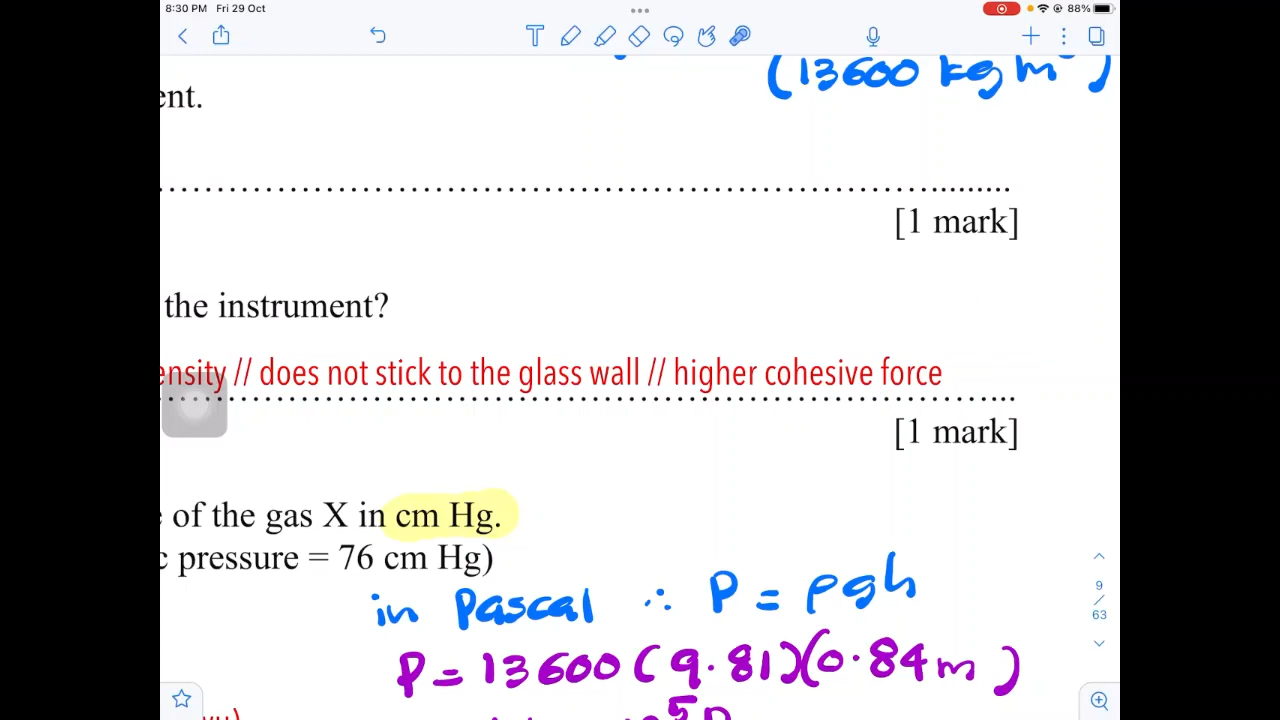 8:30 PM Fri 29 Oct
88%
(13600 kg m³)
ent.
[1 mark]
the instrument?
ensity // does not stick to the glass wall // higher cohesive force
[1 mark]
of the gas X in cm Hg.
c pressure = 76 cm Hg)
in Pascal ∴ P = ρgh
P = 13600 (9.81)(0.84m)
9
63